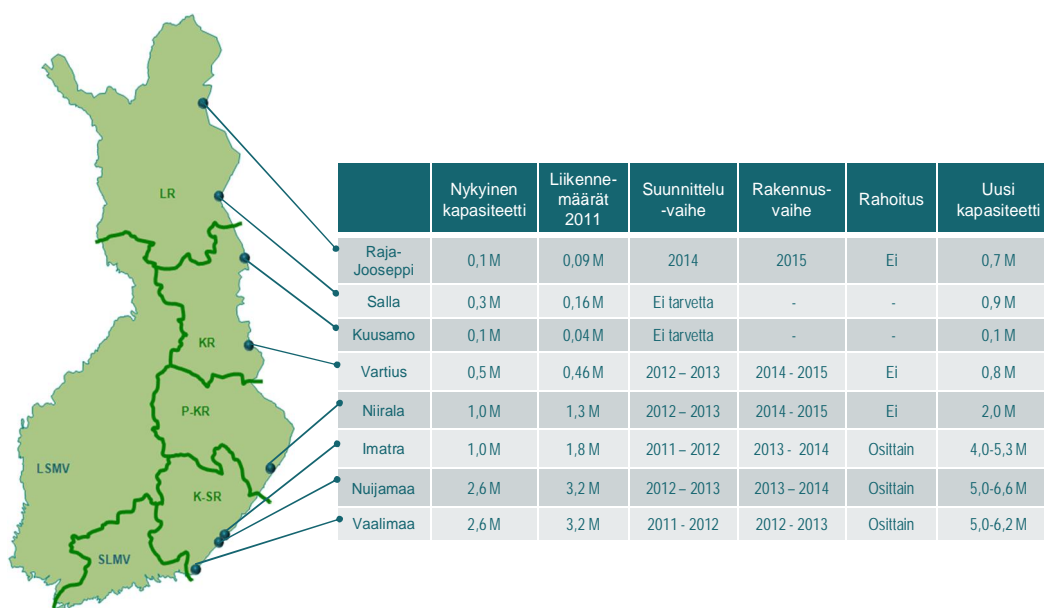 LR
KR
P-KR
LSMV
K-SR
SLMV
Nykyinen kapasiteetti | Liikenne-määrät 2011 | Suunnittelu-vaihe | Rakennus-vaihe | Rahoitus | Uusi kapasiteetti
Raja-Jooseppi | 0,1 M | 0,09 M | 2014 | 2015 | Ei | 0,7 M
Salla | 0,3 M | 0,16 M | Ei tarvetta | - | - | 0,9 M
Kuusamo | 0,1 M | 0,04 M | Ei tarvetta | - | - | 0,1 M
Vartius | 0,5 M | 0,46 M | 2012 – 2013 | 2014 - 2015 | Ei | 0,8 M
Niirala | 1,0 M | 1,3 M | 2012 – 2013 | 2014 - 2015 | Ei | 2,0 M
Imatra | 1,0 M | 1,8 M | 2011 – 2012 | 2013 - 2014 | Osittain | 4,0-5,3 M
Nuijamaa | 2,6 M | 3,2 M | 2012 – 2013 | 2013 – 2014 | Osittain | 5,0-6,6 M
Vaalimaa | 2,6 M | 3,2 M | 2011 - 2012 | 2012 - 2013 | Osittain | 5,0-6,2 M